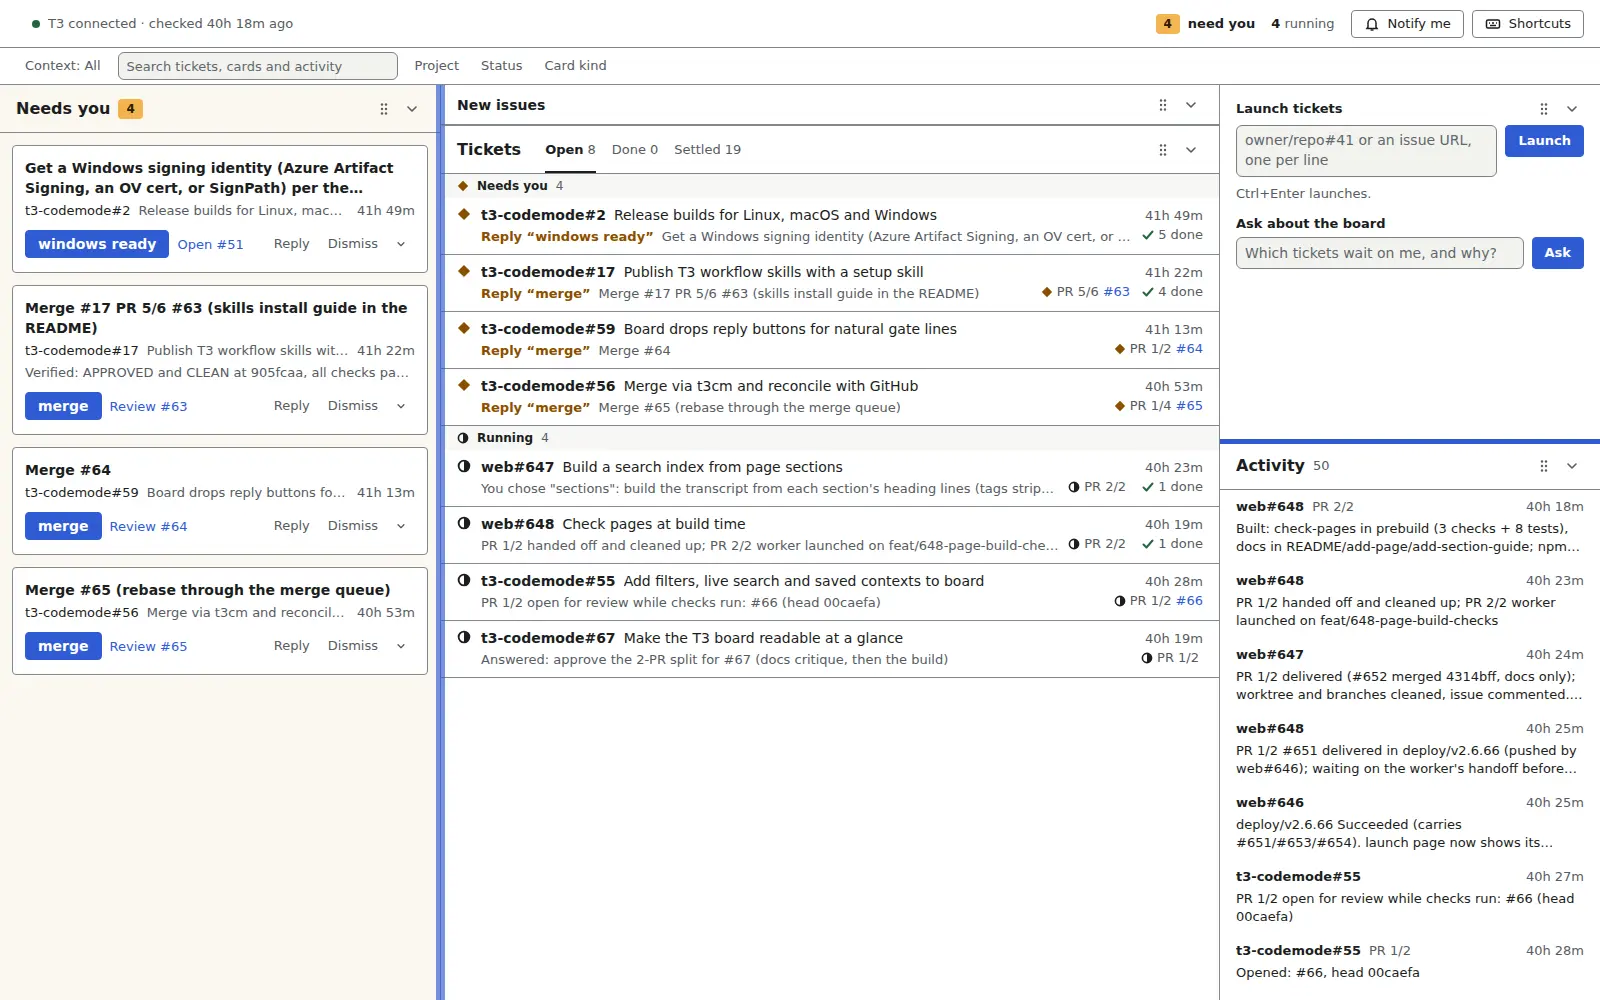 T3 connected · checked 40h 18m ago
4 need you 4 running Notify me Shortcuts
Context: All Search tickets, cards and activity Project Status Card kind
Needs you 4
Get a Windows signing identity (Azure Artifact
Signing, an OV cert, or SignPath) per the…
t3-codemode#2 Release builds for Linux, mac… 41h 49m
windows ready Open #51 Reply Dismiss
Merge #17 PR 5/6 #63 (skills install guide in the
README)
t3-codemode#17 Publish T3 workflow skills wit… 41h 22m
Verified: APPROVED and CLEAN at 905fcaa, all checks pa…
merge Review #63 Reply Dismiss
Merge #64
t3-codemode#59 Board drops reply buttons fo… 41h 13m
merge Review #64 Reply Dismiss
Merge #65 (rebase through the merge queue)
t3-codemode#56 Merge via t3cm and reconcil… 40h 53m
merge Review #65 Reply Dismiss
New issues
Tickets Open 8 Done 0 Settled 19
Needs you 4
t3-codemode#2 Release builds for Linux, macOS and Windows 41h 49m
Reply “windows ready” Get a Windows signing identity (Azure Artifact Signing, an OV cert, or … 5 done
t3-codemode#17 Publish T3 workflow skills with a setup skill 41h 22m
Reply “merge” Merge #17 PR 5/6 #63 (skills install guide in the README) PR 5/6 #63 4 done
t3-codemode#59 Board drops reply buttons for natural gate lines 41h 13m
Reply “merge” Merge #64 PR 1/2 #64
t3-codemode#56 Merge via t3cm and reconcile with GitHub 40h 53m
Reply “merge” Merge #65 (rebase through the merge queue) PR 1/4 #65
Running 4
web#647 Build a search index from page sections 40h 23m
You chose "sections": build the transcript from each section's heading lines (tags strip… PR 2/2 1 done
web#648 Check pages at build time 40h 19m
PR 1/2 handed off and cleaned up; PR 2/2 worker launched on feat/648-page-build-che… PR 2/2 1 done
t3-codemode#55 Add filters, live search and saved contexts to board 40h 28m
PR 1/2 open for review while checks run: #66 (head 00caefa) PR 1/2 #66
t3-codemode#67 Make the T3 board readable at a glance 40h 19m
Answered: approve the 2-PR split for #67 (docs critique, then the build) PR 1/2
Launch tickets
owner/repo#41 or an issue URL,
one per line
Launch
Ctrl+Enter launches.
Ask about the board
Which tickets wait on me, and why? Ask
Activity 50
web#648 PR 2/2 40h 18m
Built: check-pages in prebuild (3 checks + 8 tests),
docs in README/add-page/add-section-guide; npm…
web#648 40h 23m
PR 1/2 handed off and cleaned up; PR 2/2 worker
launched on feat/648-page-build-checks
web#647 40h 24m
PR 1/2 delivered (#652 merged 4314bff, docs only);
worktree and branches cleaned, issue commented.…
web#648 40h 25m
PR 1/2 #651 delivered in deploy/v2.6.66 (pushed by
web#646); waiting on the worker's handoff before…
web#646 40h 25m
deploy/v2.6.66 Succeeded (carries
#651/#653/#654). launch page now shows its…
t3-codemode#55 40h 27m
PR 1/2 open for review while checks run: #66 (head
00caefa)
t3-codemode#55 PR 1/2 40h 28m
Opened: #66, head 00caefa